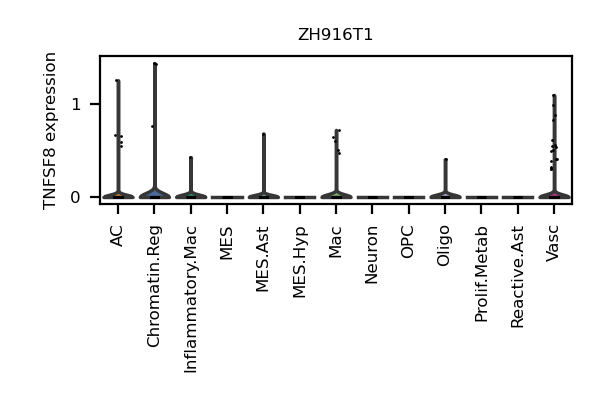 ZH916T1
TNFSF8 expression
1
0
AC
Chromatin.Reg
Inflammatory.Mac
MES
MES.Ast
MES.Hyp
Mac
Neuron
OPC
Oligo
Prolif.Metab
Reactive.Ast
Vasc